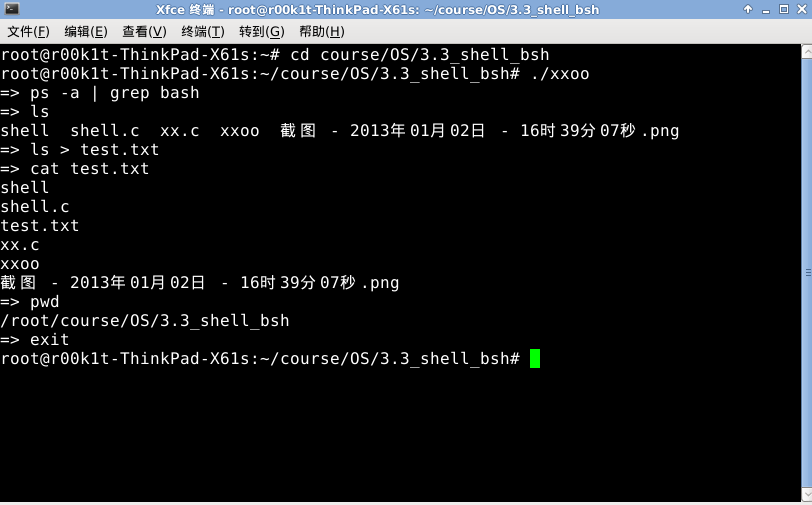 Xfce 终端 - root@r00k1t-ThinkPad-X61s: ~/course/OS/3.3_shell_bsh
文件(F) 编辑(E) 查看(V) 终端(T) 转到(G) 帮助(H)
root@r00k1t-ThinkPad-X61s:~# cd course/OS/3.3_shell_bsh
root@r00k1t-ThinkPad-X61s:~/course/OS/3.3_shell_bsh# ./xxoo
=> ps -a | grep bash
=> ls
shell  shell.c  xx.c  xxoo  截图 - 2013年01月02日 - 16时39分07秒.png
=> ls > test.txt
=> cat test.txt
shell
shell.c
test.txt
xx.c
xxoo
截图 - 2013年01月02日 - 16时39分07秒.png
=> pwd
/root/course/OS/3.3_shell_bsh
=> exit
root@r00k1t-ThinkPad-X61s:~/course/OS/3.3_shell_bsh#